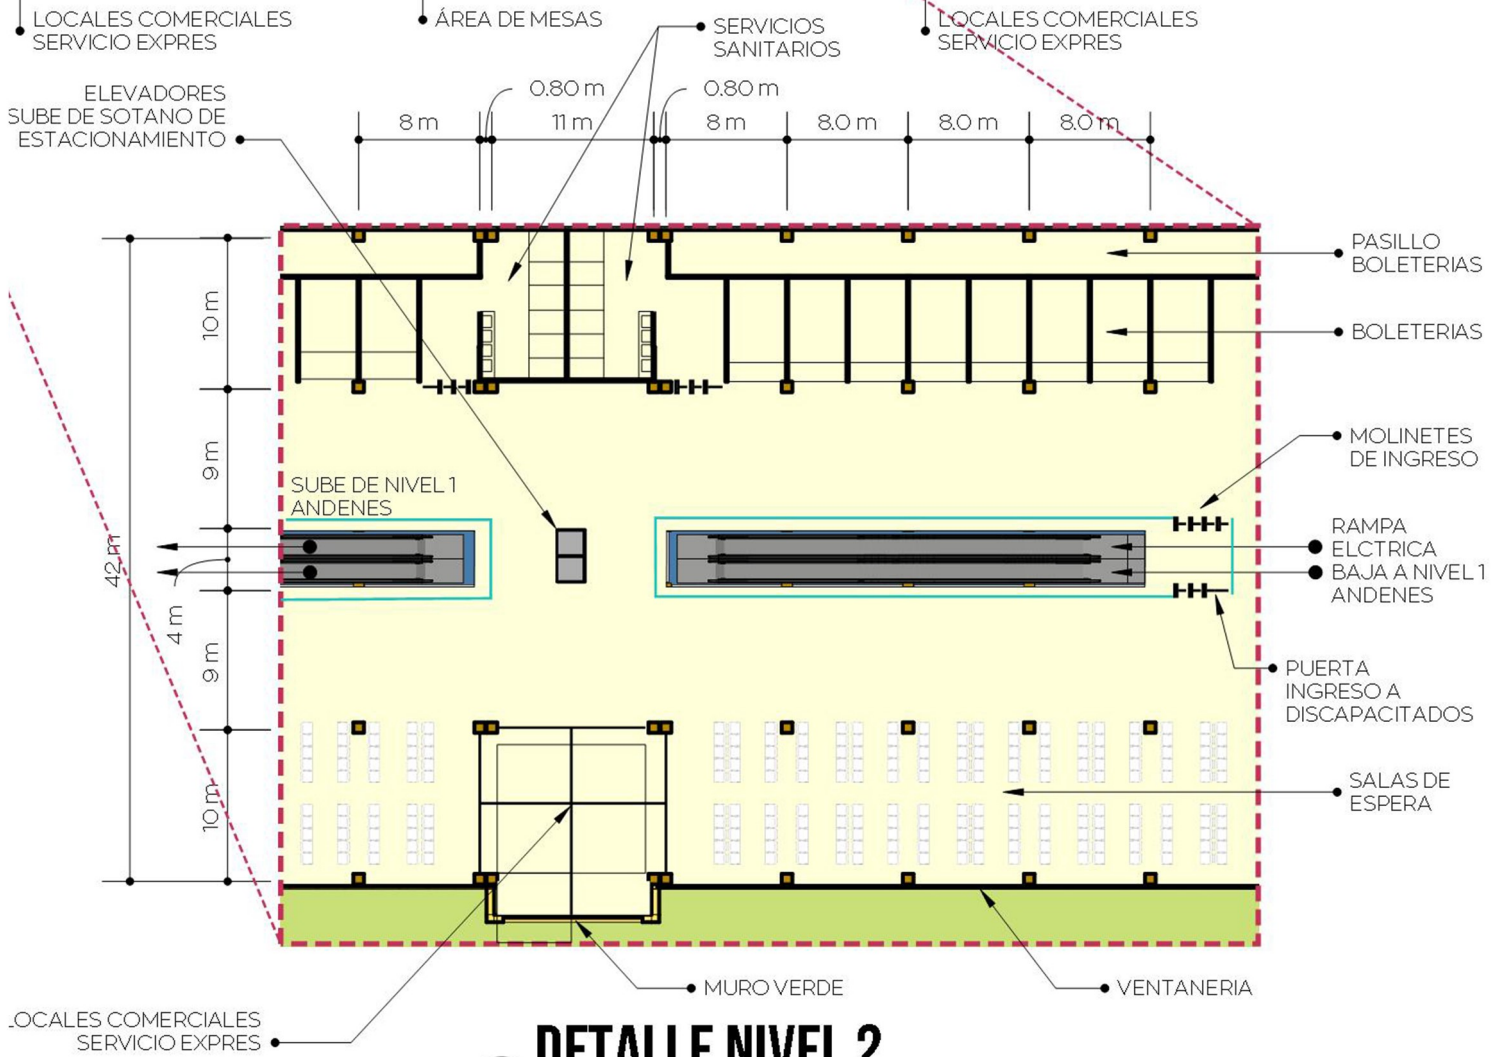 LOCALES COMERCIALES
SERVICIO EXPRES
ÁREA DE MESAS
SERVICIOS
SANITARIOS
LOCALES COMERCIALES
SERVICIO EXPRES
ELEVADORES
SUBE DE SOTANO DE
ESTACIONAMIENTO
0.80 m
0.80 m
8 m
11 m
8 m
8.0 m
8.0 m
8.0 m
PASILLO
BOLETERIAS
10 m
BOLETERIAS
MOLINETES
DE INGRESO
9 m
SUBE DE NIVEL 1
ANDENES
RAMPA
ELCTRICA
BAJA A NIVEL 1
ANDENES
42 m
4 m
9 m
PUERTA
INGRESO A
DISCAPACITADOS
10 m
SALAS DE
ESPERA
MURO VERDE
VENTANERIA
LOCALES COMERCIALES
SERVICIO EXPRES
DETALLE NIVEL 2